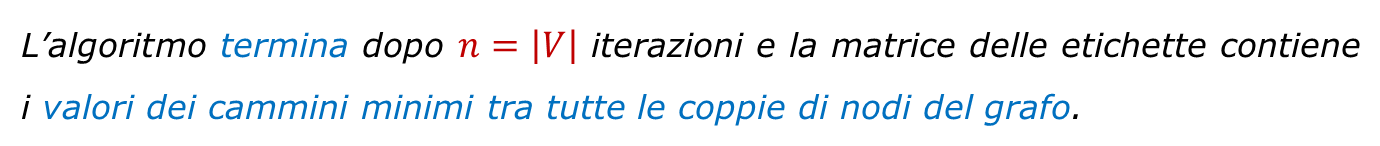 L’algoritmo termina dopo n = |V| iterazioni e la matrice delle etichette contiene
i valori dei cammini minimi tra tutte le coppie di nodi del grafo.